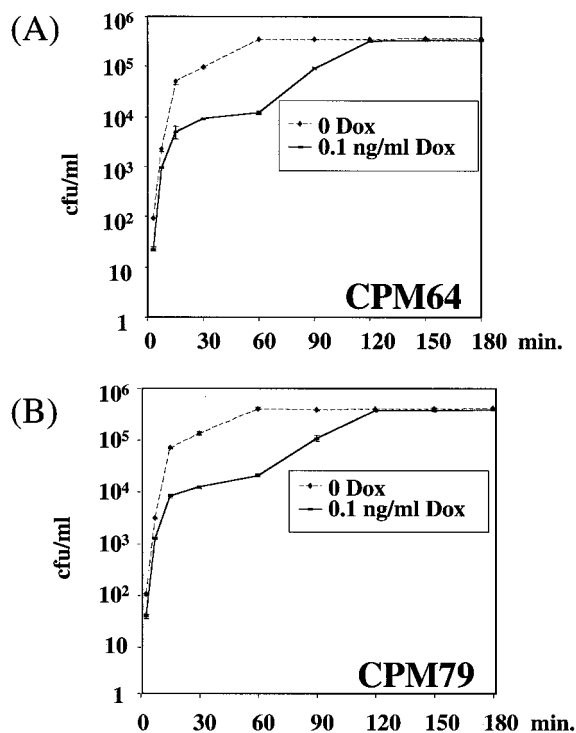 (A)
10⁶
10⁵
10⁴
10³
10²
10
1
cfu/ml
0 Dox
0.1 ng/ml Dox
CPM64
0 30 60 90 120 150 180 min.
(B)
10⁶
10⁵
10⁴
10³
10²
10
1
cfu/ml
0 Dox
0.1 ng/ml Dox
CPM79
0 30 60 90 120 150 180 min.